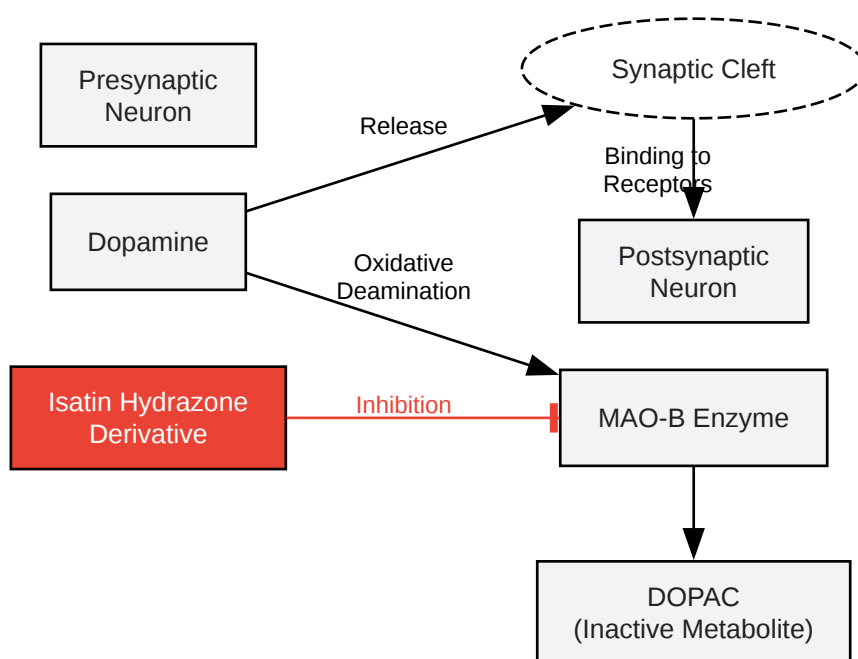 Presynaptic
Neuron
Synaptic Cleft
Release
Binding to
Receptors
Dopamine
Oxidative
Deamination
Postsynaptic
Neuron
Isatin Hydrazone
Derivative
Inhibition
MAO-B Enzyme
DOPAC
(Inactive Metabolite)